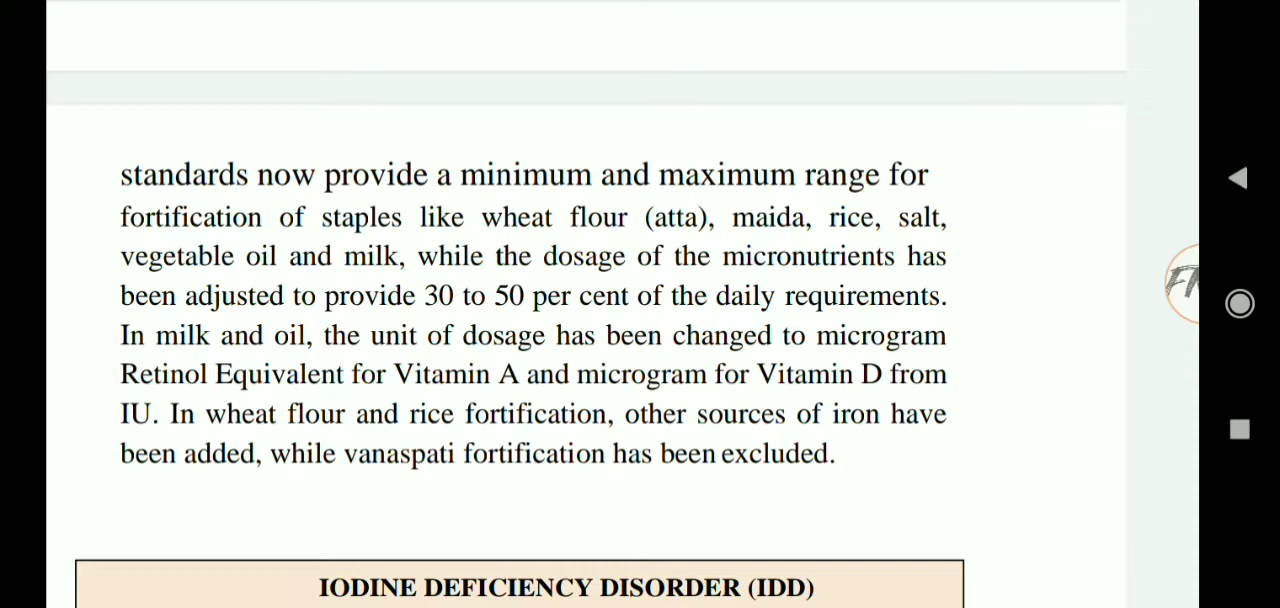 standards now provide a minimum and maximum range for
fortification of staples like wheat flour (atta), maida, rice, salt,
vegetable oil and milk, while the dosage of the micronutrients has
been adjusted to provide 30 to 50 per cent of the daily requirements.
In milk and oil, the unit of dosage has been changed to microgram
Retinol Equivalent for Vitamin A and microgram for Vitamin D from
IU. In wheat flour and rice fortification, other sources of iron have
been added, while vanaspati fortification has been excluded.
IODINE DEFICIENCY DISORDER (IDD)